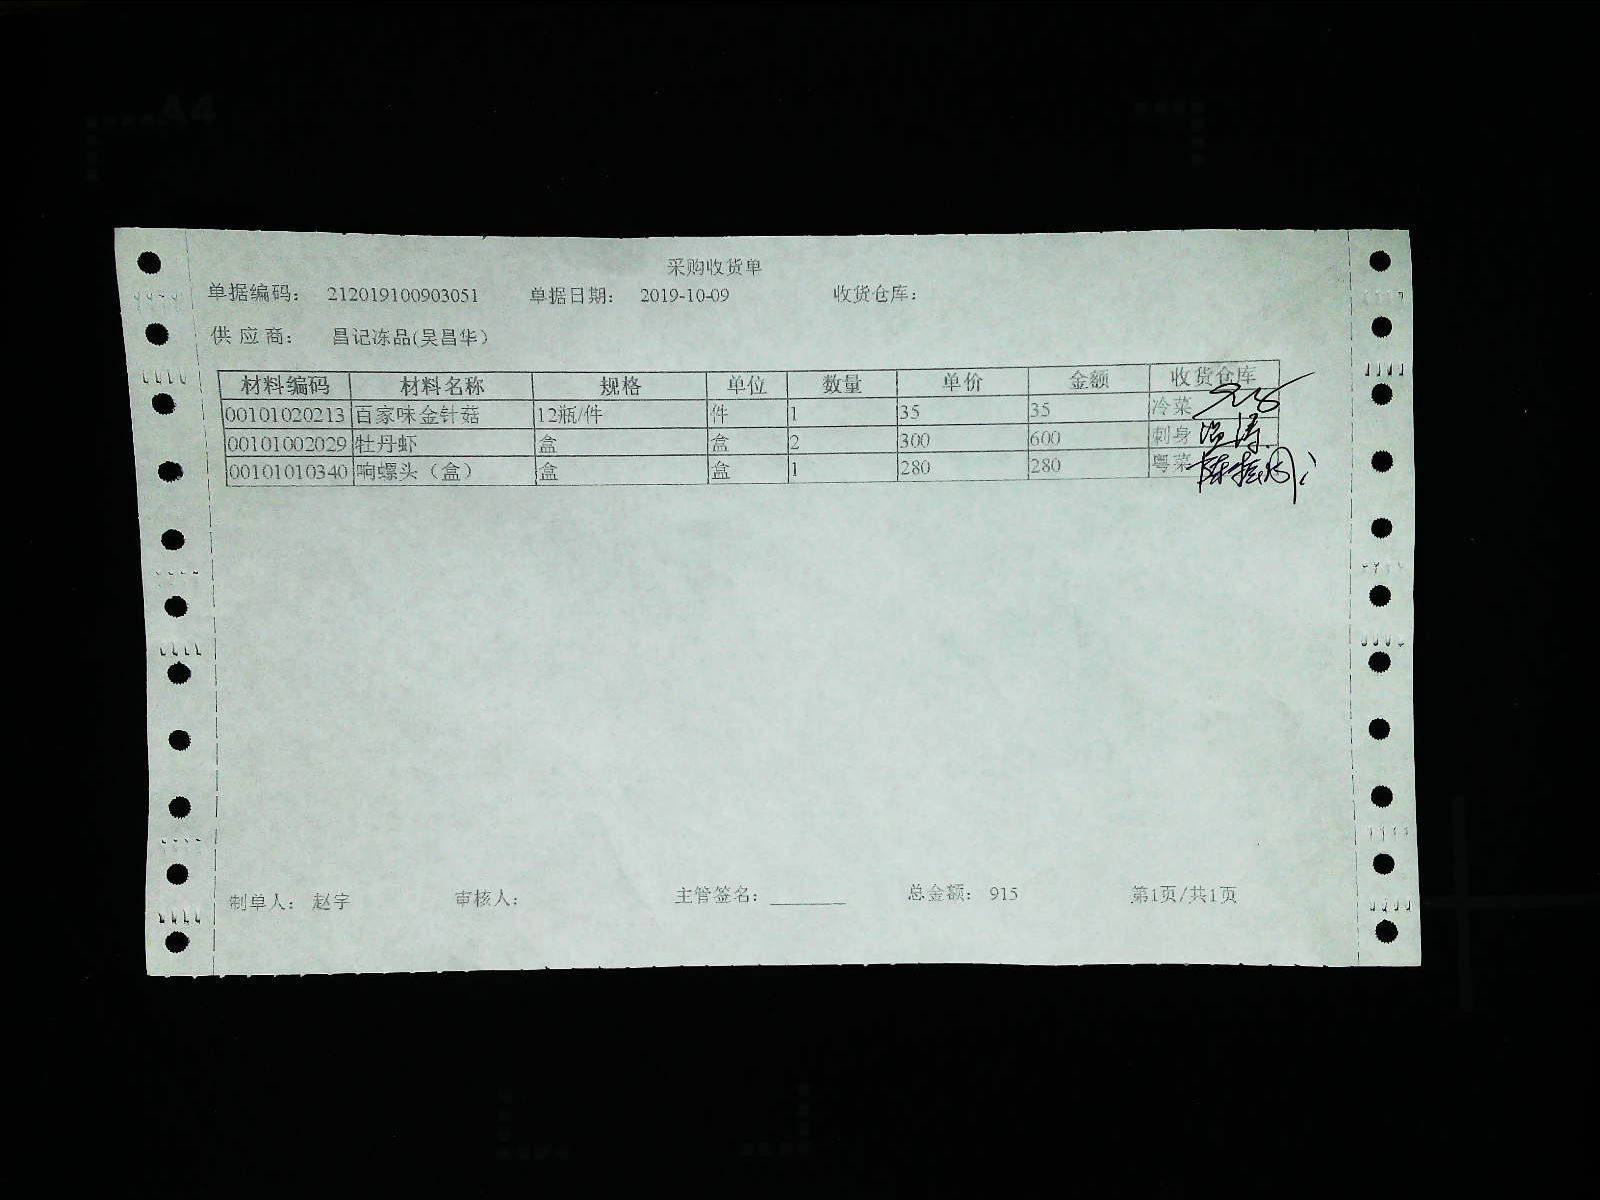 采购收货单
单据编码: 212019100903051 单据日期: 2019-10-09 收货仓库:
供应商: 昌记冻品(吴昌华)
材料编码 材料名称 规格 单位 数量 单价 金额 收货仓库
00101020213 百家味金针菇 12瓶/件 件 1 35 35 冷菜
00101002029 牡丹虾 盒 盒 2 300 600 刺身
00101010340 响螺头（盒） 盒 盒 1 280 280 粤菜
制单人: 赵宇 审核人: 主管签名: 总金额: 915 第1页/共1页